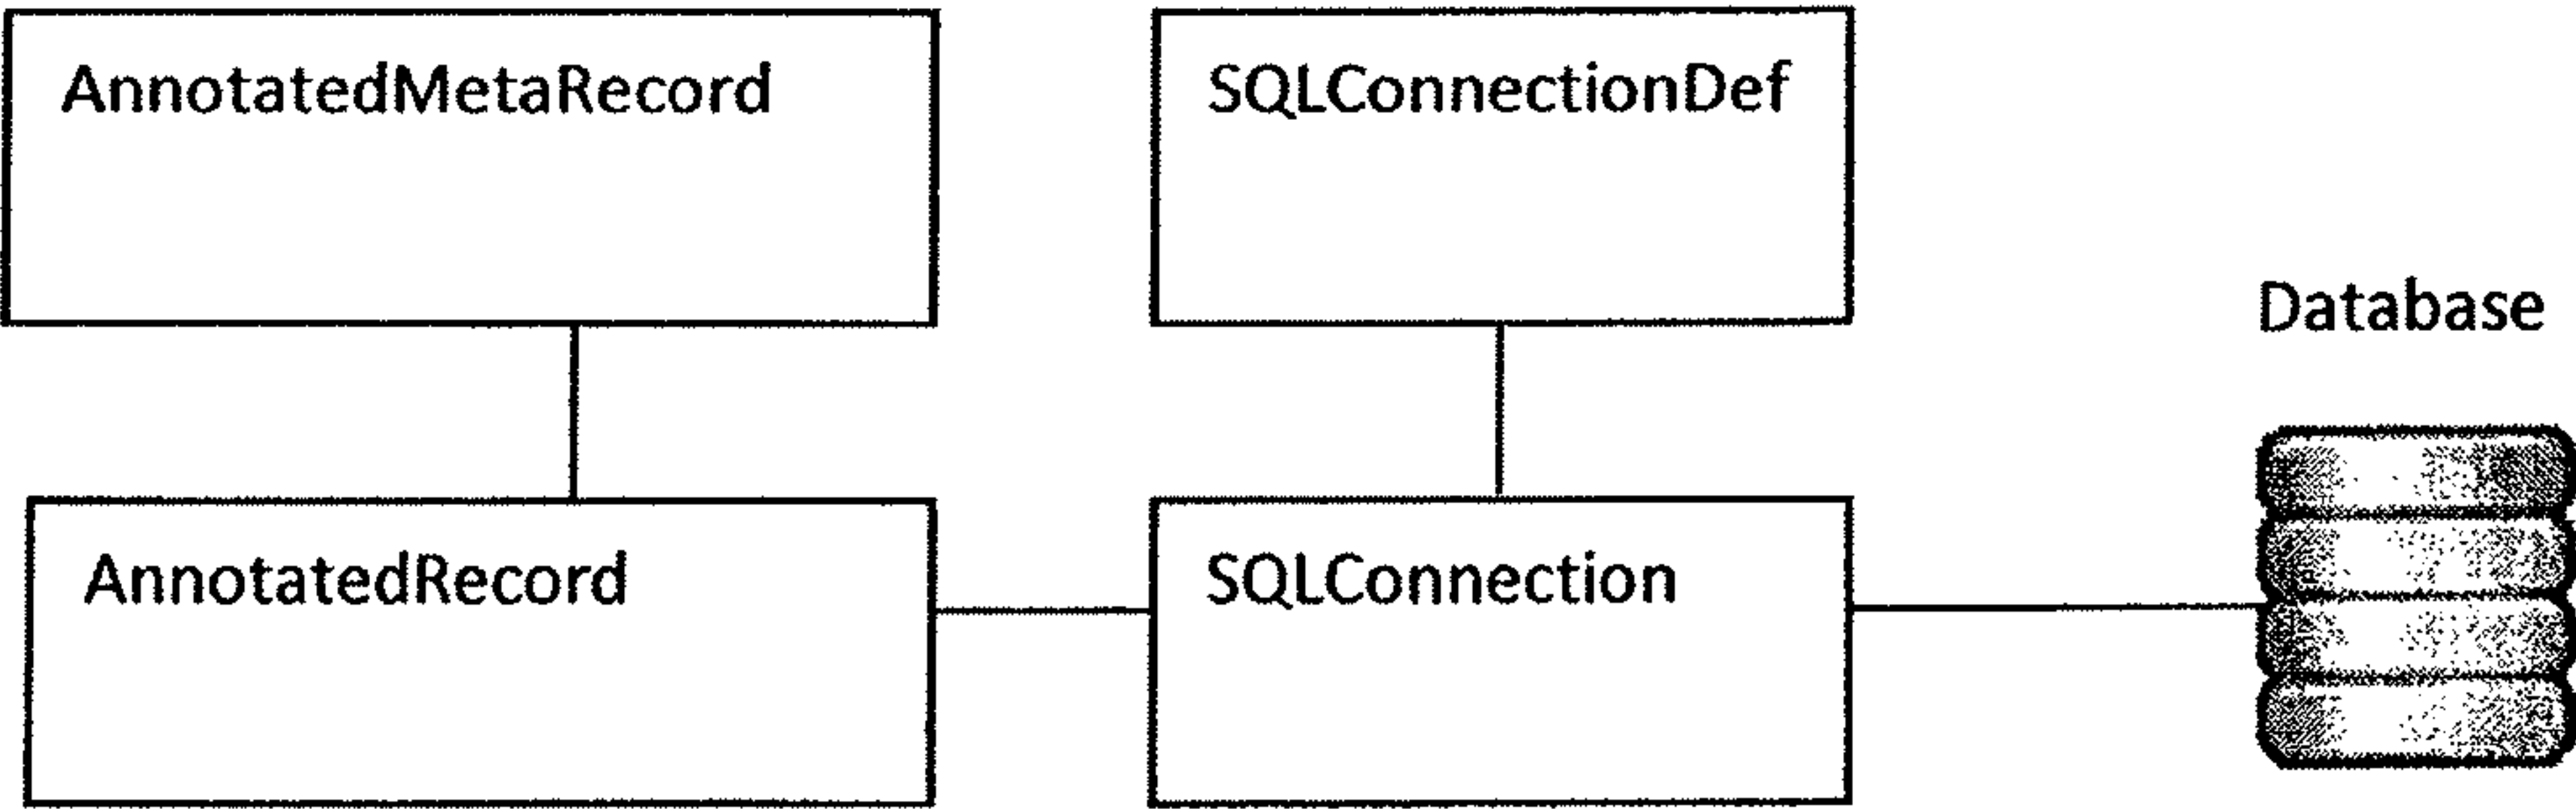 AnnotatedMetaRecord
SQLConnectionDef
Database
AnnotatedRecord
SQLConnection